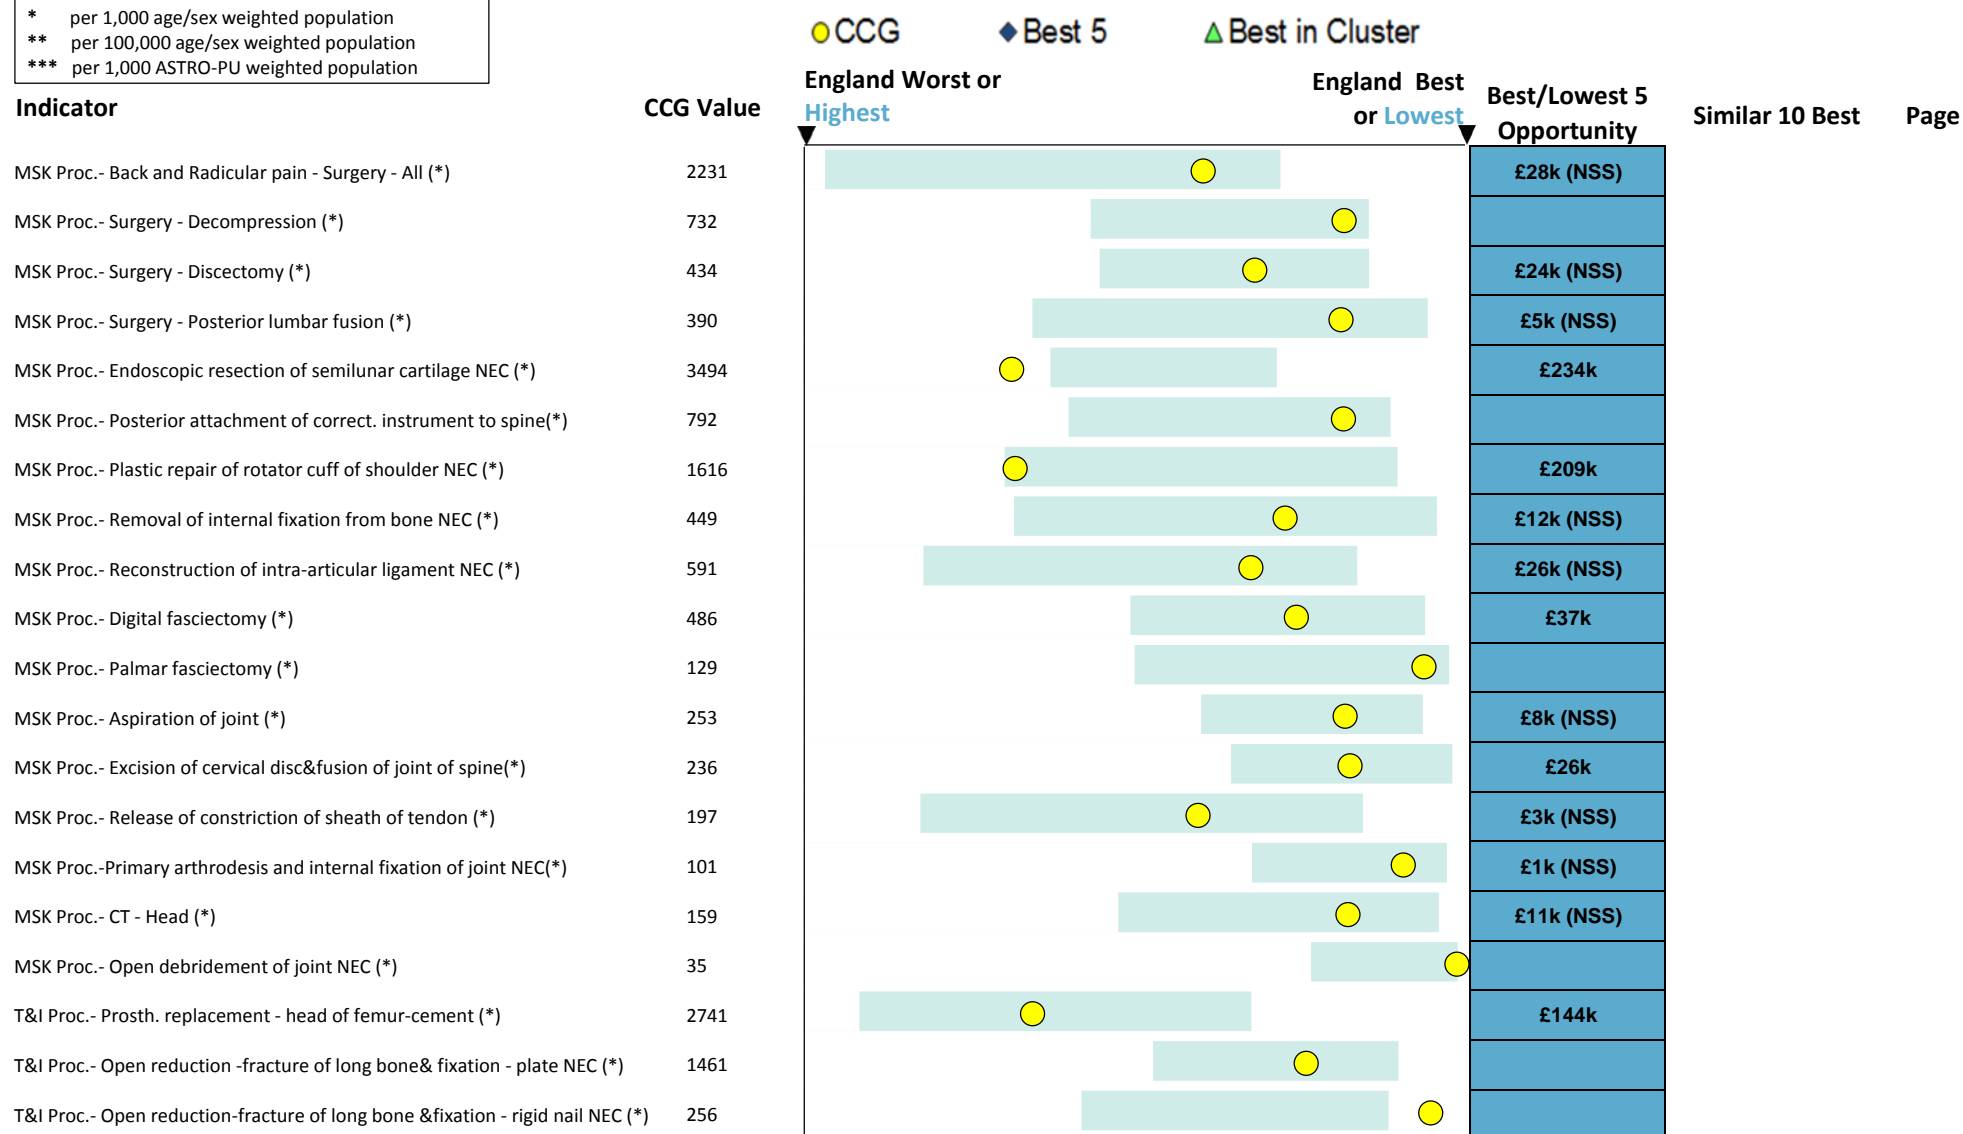 * per 1,000 age/sex weighted population
** per 100,000 age/sex weighted population
*** per 1,000 ASTRO-PU weighted population
CCG Best 5 Best in Cluster
Indicator CCG Value England Worst or Highest England Best or Lowest Best/Lowest 5 Opportunity Similar 10 Best Page
MSK Proc.- Back and Radicular pain - Surgery - All (*) 2231 £28k (NSS)
MSK Proc.- Surgery - Decompression (*) 732
MSK Proc.- Surgery - Discectomy (*) 434 £24k (NSS)
MSK Proc.- Surgery - Posterior lumbar fusion (*) 390 £5k (NSS)
MSK Proc.- Endoscopic resection of semilunar cartilage NEC (*) 3494 £234k
MSK Proc.- Posterior attachment of correct. instrument to spine(*) 792
MSK Proc.- Plastic repair of rotator cuff of shoulder NEC (*) 1616 £209k
MSK Proc.- Removal of internal fixation from bone NEC (*) 449 £12k (NSS)
MSK Proc.- Reconstruction of intra-articular ligament NEC (*) 591 £26k (NSS)
MSK Proc.- Digital fasciectomy (*) 486 £37k
MSK Proc.- Palmar fasciectomy (*) 129
MSK Proc.- Aspiration of joint (*) 253 £8k (NSS)
MSK Proc.- Excision of cervical disc&fusion of joint of spine(*) 236 £26k
MSK Proc.- Release of constriction of sheath of tendon (*) 197 £3k (NSS)
MSK Proc.-Primary arthrodesis and internal fixation of joint NEC(*) 101 £1k (NSS)
MSK Proc.- CT - Head (*) 159 £11k (NSS)
MSK Proc.- Open debridement of joint NEC (*) 35
T&I Proc.- Prosth. replacement - head of femur-cement (*) 2741 £144k
T&I Proc.- Open reduction -fracture of long bone& fixation - plate NEC (*) 1461
T&I Proc.- Open reduction-fracture of long bone &fixation - rigid nail NEC (*) 256